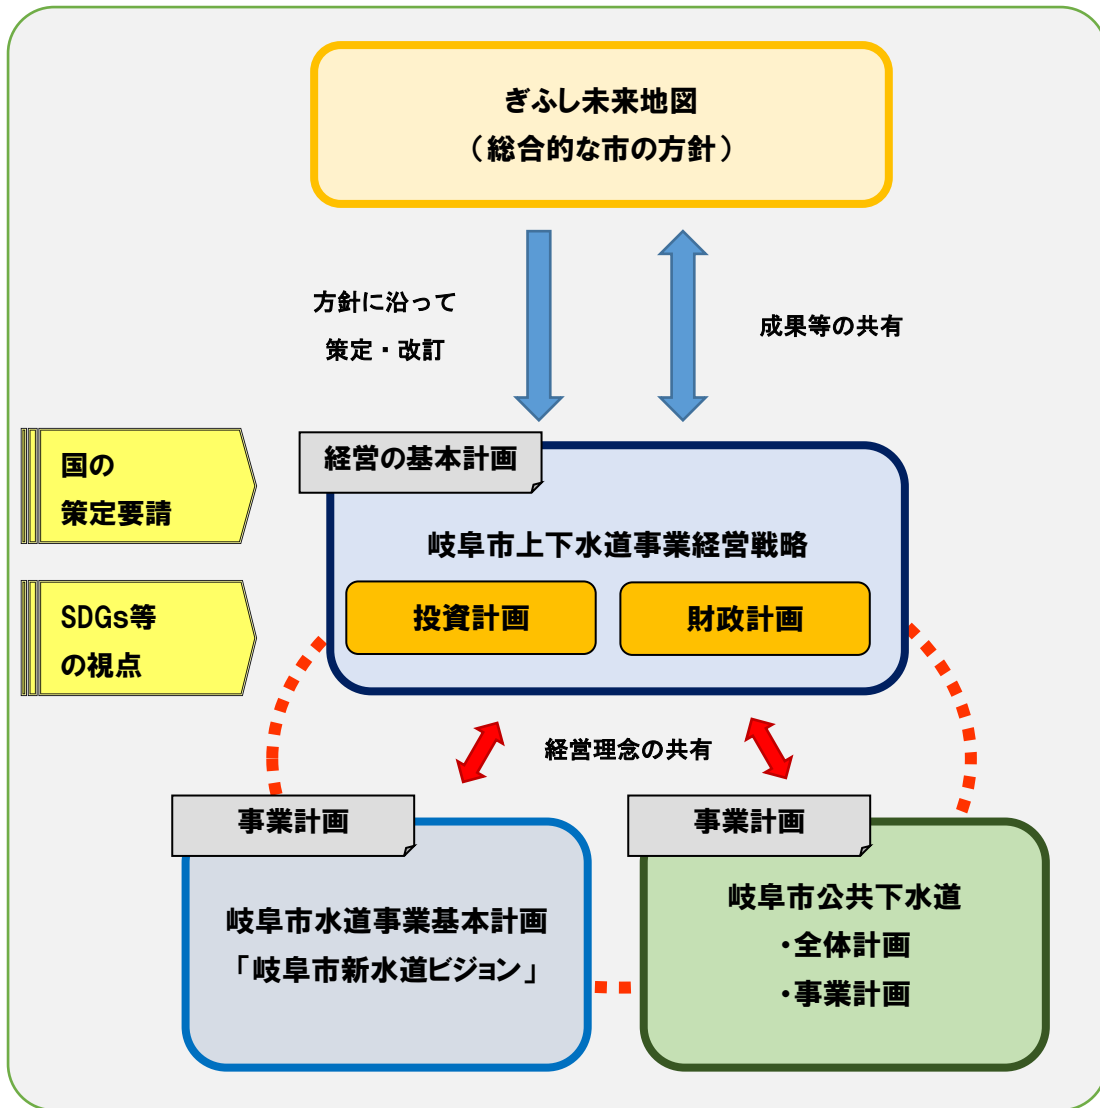 ぎふし未来地図
（総合的な市の方針）
方針に沿って
策定・改訂
成果等の共有
国の
策定要請
経営の基本計画
岐阜市上下水道事業経営戦略
投資計画
財政計画
SDGs等
の視点
経営理念の共有
事業計画
岐阜市水道事業基本計画
「岐阜市新水道ビジョン」
事業計画
岐阜市公共下水道
・全体計画
・事業計画